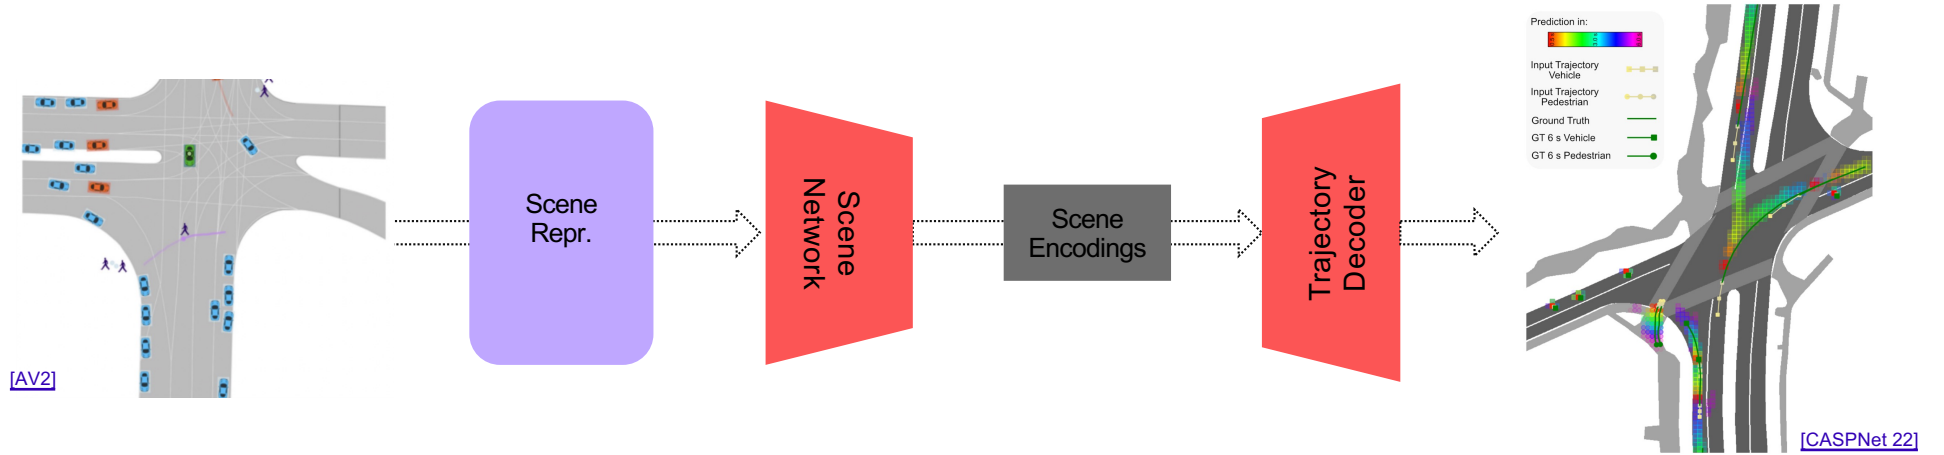 [AV2]
Scene
Repr.
Scene
Network
Scene
Encodings
Trajectory
Decoder
Prediction in:
Input Trajectory
Vehicle
Input Trajectory
Pedestrian
Ground Truth
GT 6 s Vehicle
GT 6 s Pedestrian
[CASPNet 22]